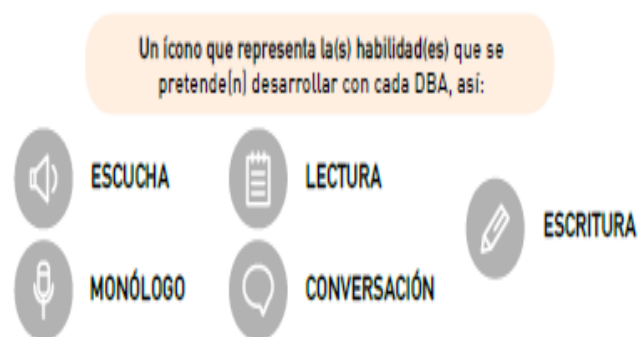 Un ícono que representa la(s) habilidad(es) que se
pretende(n) desarrollar con cada DBA, así:
ESCUCHA
LECTURA
ESCRITURA
MONÓLOGO
CONVERSACIÓN